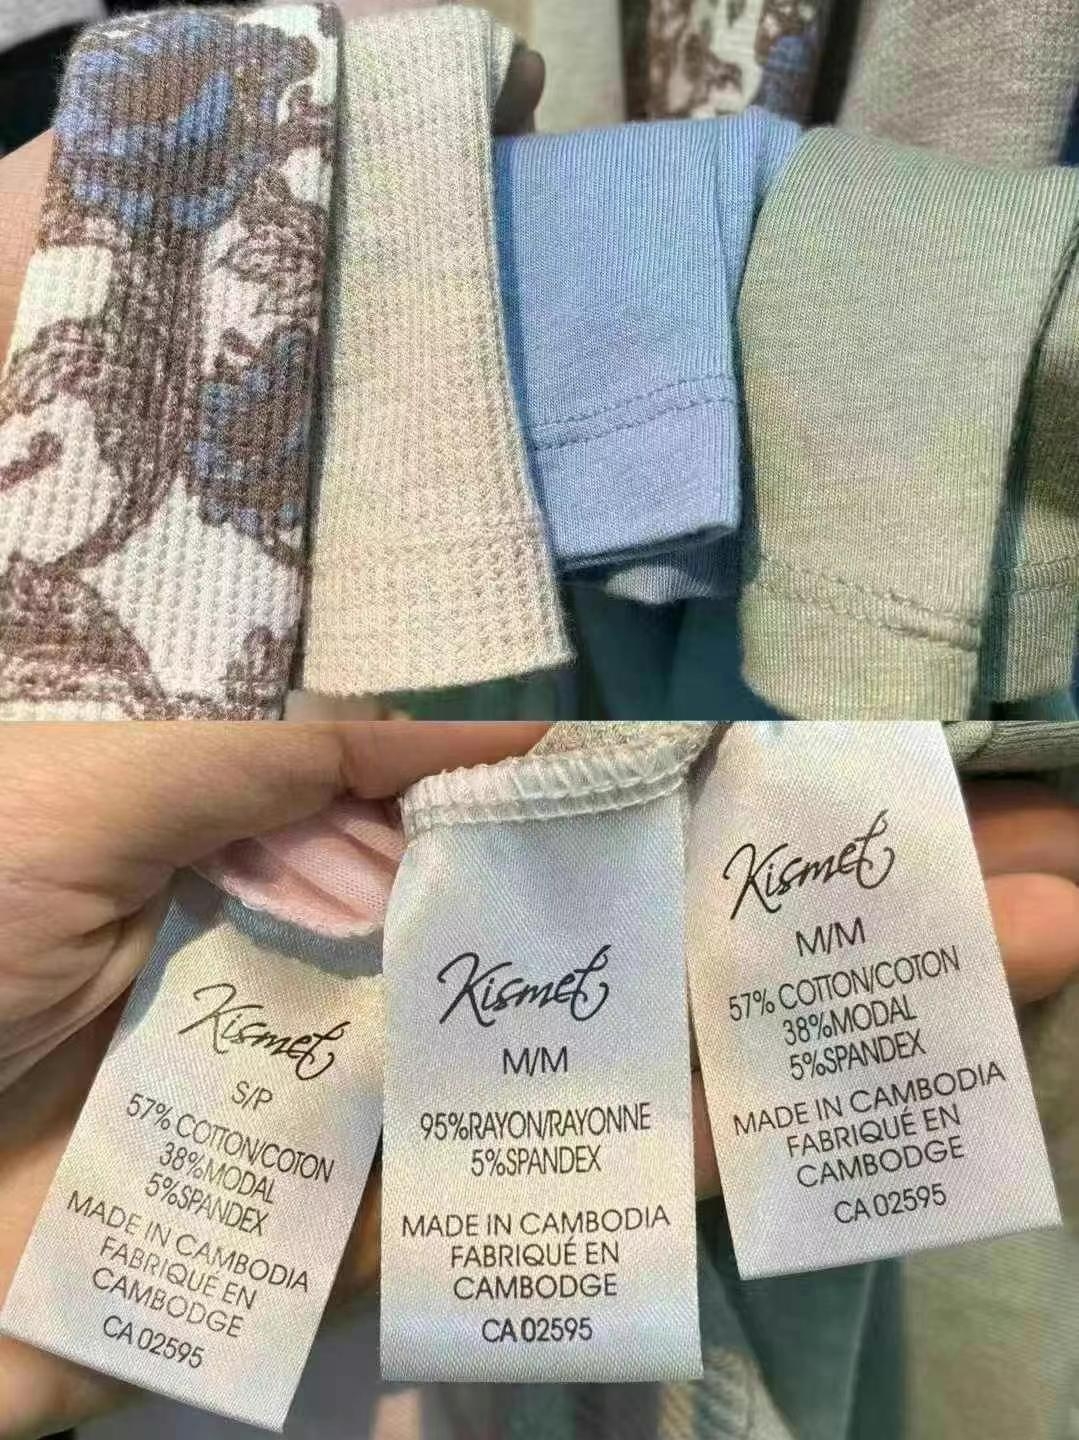 Kismet
S/P
57% COTTON/COTON
38%MODAL
5%SPANDEX
MADE IN CAMBODIA
FABRIQUÉ EN
CAMBODGE
CA 02595
Kismet
M/M
95%RAYON/RAYONNE
5%SPANDEX
MADE IN CAMBODIA
FABRIQUÉ EN
CAMBODGE
CA 02595
Kismet
M/M
57% COTTON/COTON
38%MODAL
5%SPANDEX
MADE IN CAMBODIA
FABRIQUÉ EN
CAMBODGE
CA 02595